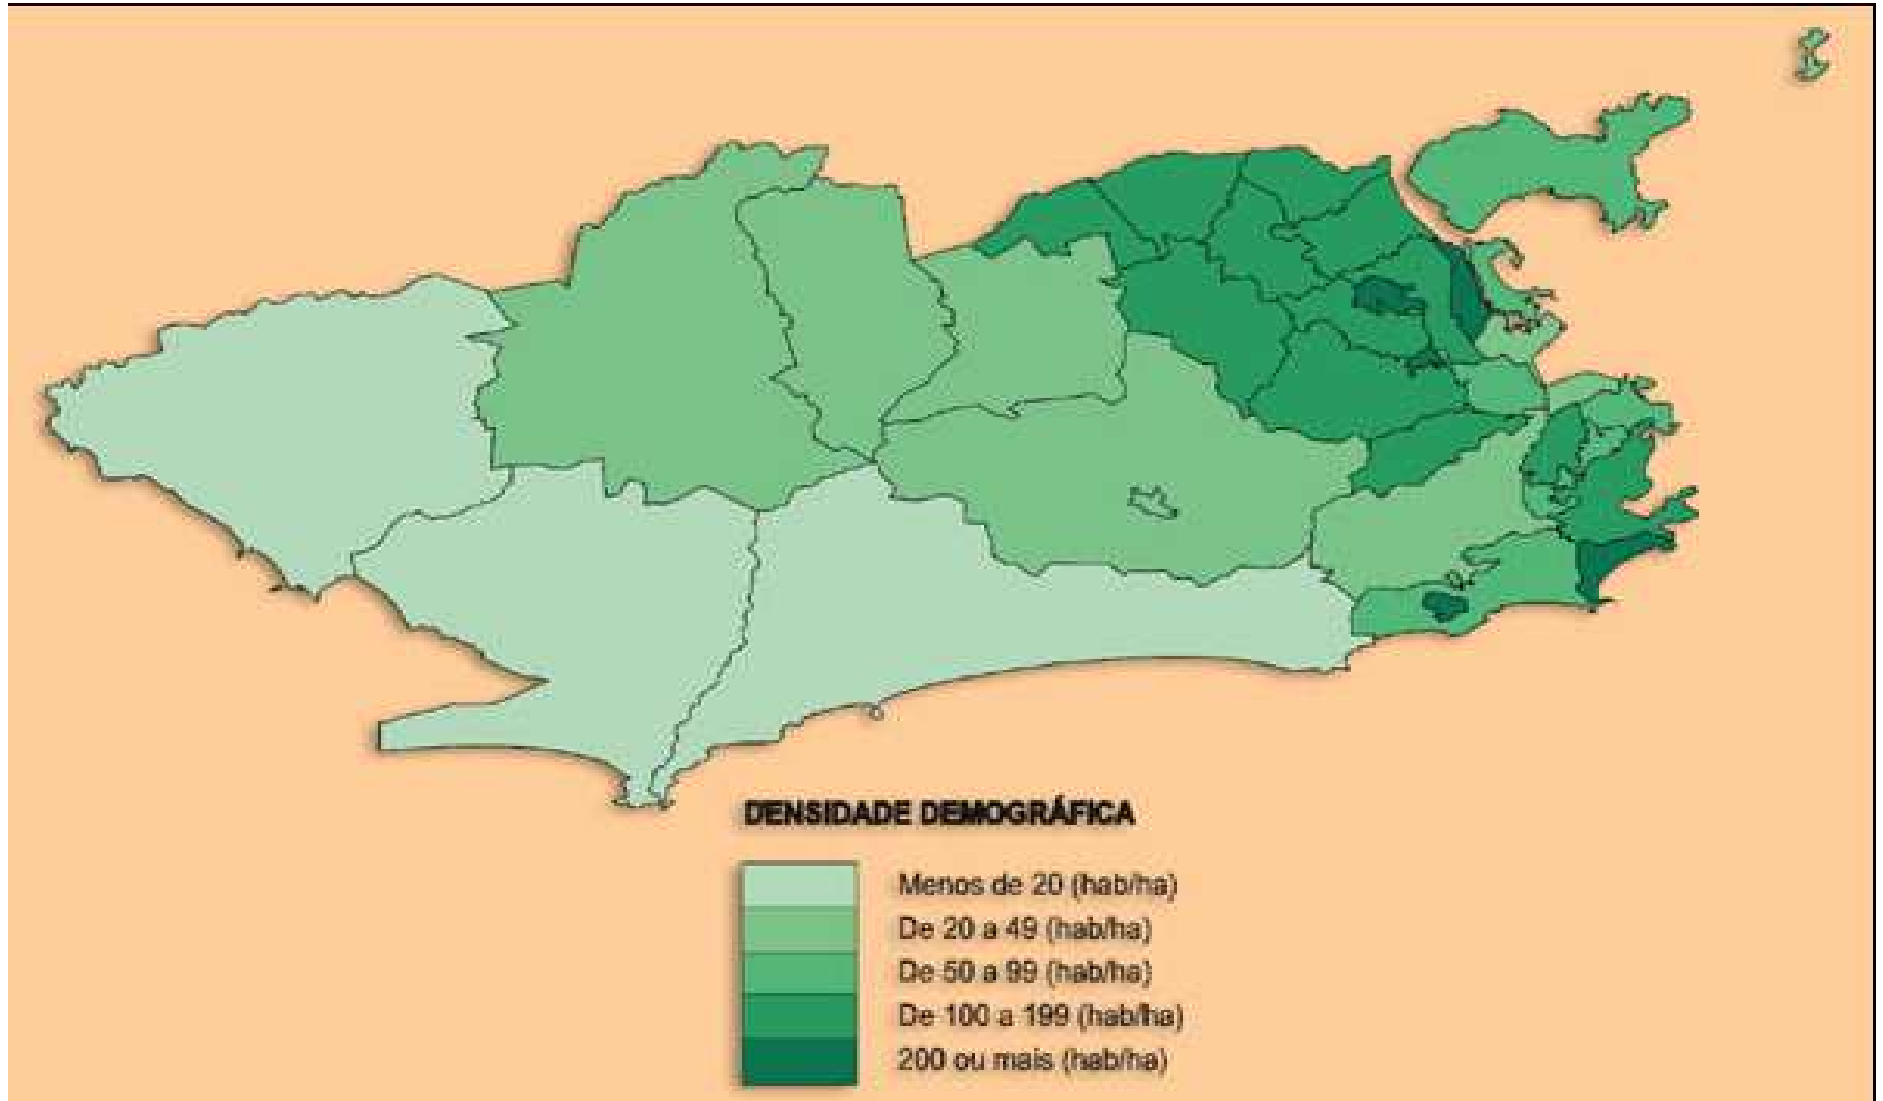 DENSIDADE DEMOGRÁFICA
Menos de 20 (hab/ha)
De 20 a 49 (hab/ha)
De 50 a 99 (hab/ha)
De 100 a 199 (hab/ha)
200 ou mais (hab/ha)